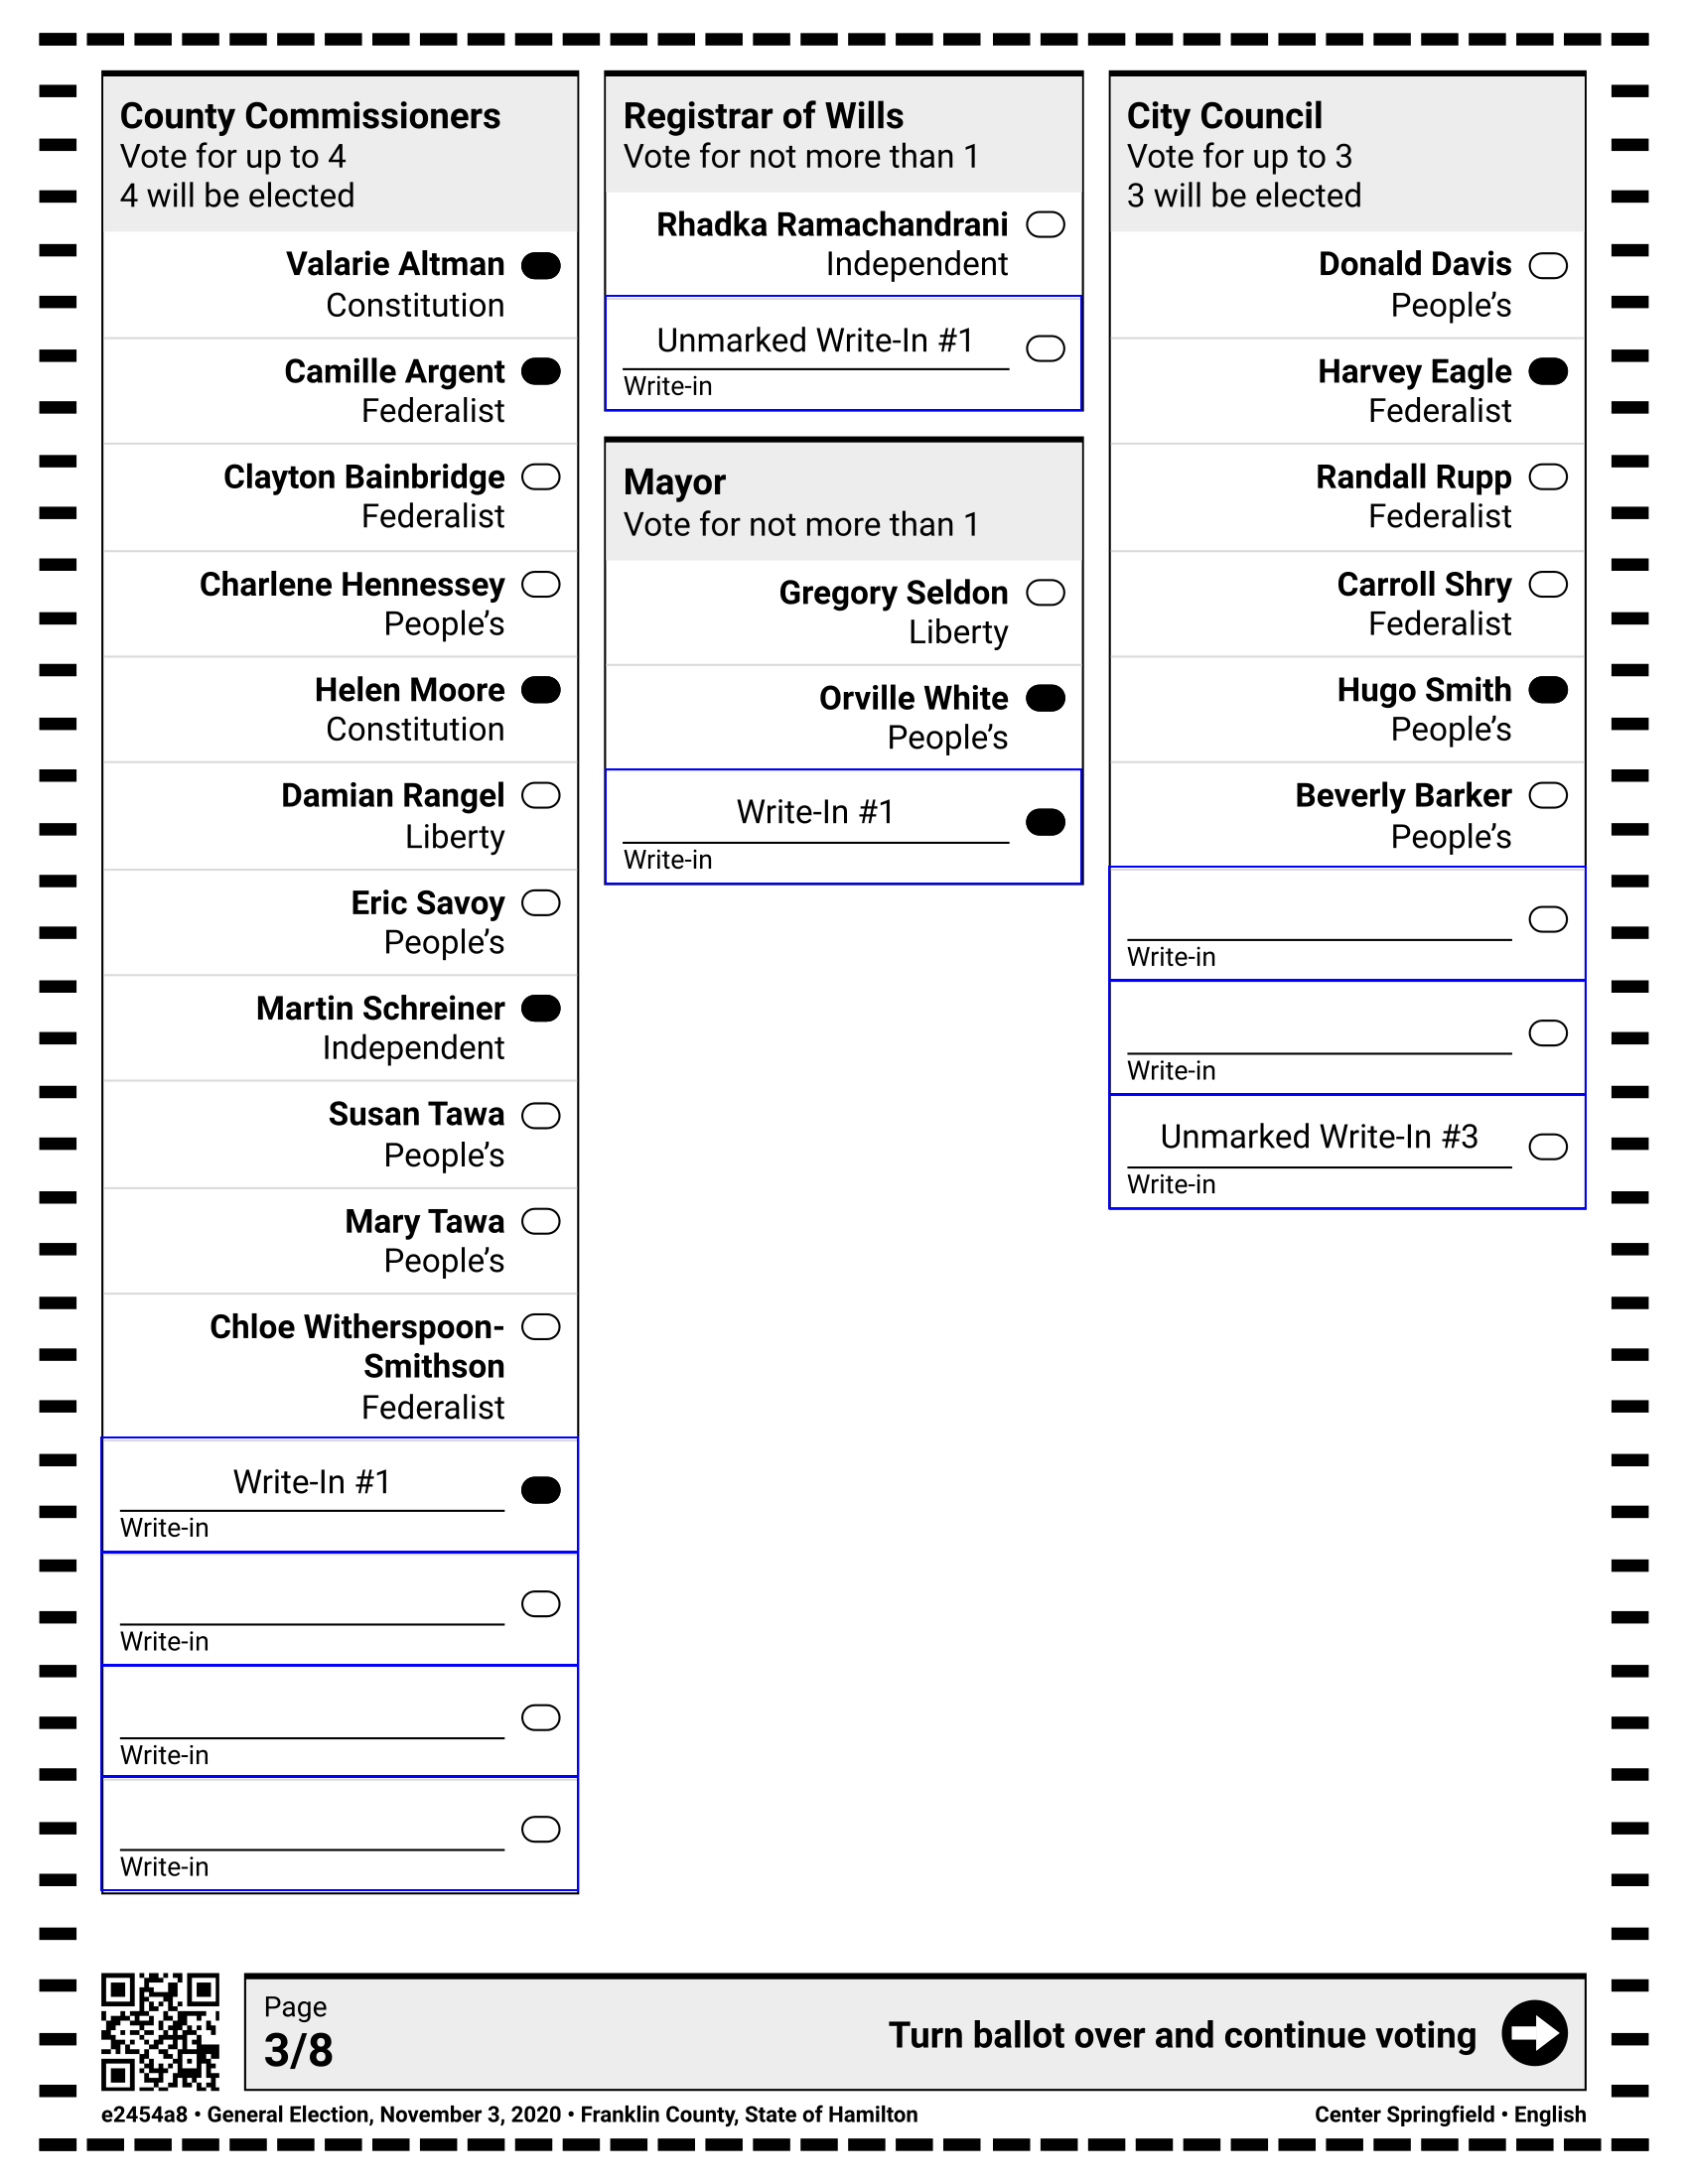 County Commissioners
Vote for up to 4
4 will be elected
Valarie Altman
Constitution
Camille Argent
Federalist
Clayton Bainbridge
Federalist
Charlene Hennessey
People’s
Helen Moore
Constitution
Damian Rangel
Liberty
Eric Savoy
People’s
Martin Schreiner
Independent
Susan Tawa
People’s
Mary Tawa
People’s
Chloe Witherspoon-
Smithson
Federalist
Write-In #1
Write-in
Write-in
Write-in
Write-in
Registrar of Wills
Vote for not more than 1
Rhadka Ramachandrani
Independent
Unmarked Write-In #1
Write-in
Mayor
Vote for not more than 1
Gregory Seldon
Liberty
Orville White
People’s
Write-In #1
Write-in
City Council
Vote for up to 3
3 will be elected
Donald Davis
People’s
Harvey Eagle
Federalist
Randall Rupp
Federalist
Carroll Shry
Federalist
Hugo Smith
People’s
Beverly Barker
People’s
Write-in
Write-in
Unmarked Write-In #3
Write-in
Page
3/8
Turn ballot over and continue voting
e2454a8 • General Election, November 3, 2020 • Franklin County, State of Hamilton
Center Springfield • English